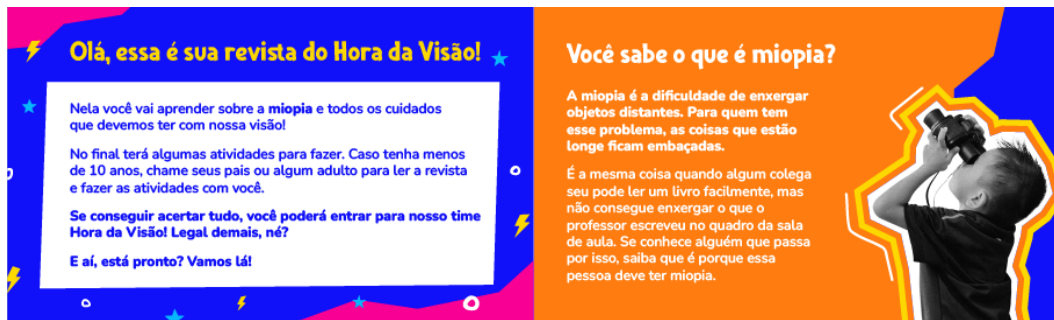 Olá, essa é sua revista do Hora da Visão!
Nela você vai aprender sobre a miopia e todos os cuidados
que devemos ter com nossa visão!
No final terá algumas atividades para fazer. Caso tenha menos
de 10 anos, chame seus pais ou algum adulto para ler a revista
e fazer as atividades com você.
Se conseguir acertar tudo, você poderá entrar para nosso time
Hora da Visão! Legal demais, né?
E aí, está pronto? Vamos lá!
Você sabe o que é miopia?
A miopia é a dificuldade de enxergar
objetos distantes. Para quem tem
esse problema, as coisas que estão
longe ficam embaçadas.
É a mesma coisa quando algum colega
seu pode ler um livro facilmente, mas
não consegue enxergar o que o
professor escreveu no quadro da sala
de aula. Se conhece alguém que passa
por isso, saiba que é porque essa
pessoa deve ter miopia.